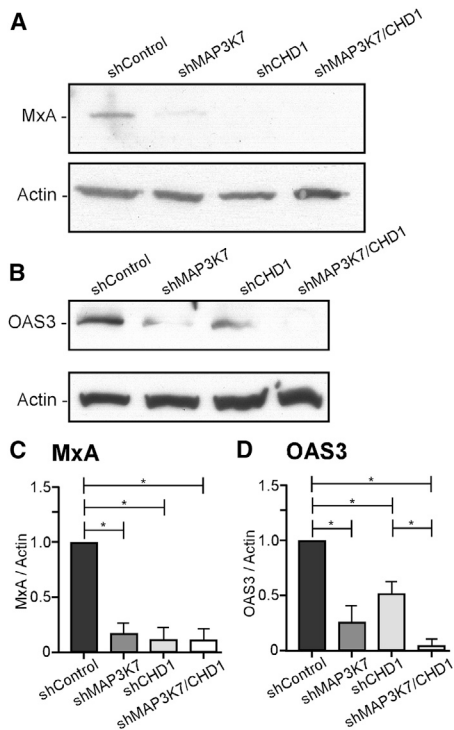 A
shControl
shMAP3K7
shCHD1
shMAP3K7/CHD1
MxA -
Actin -
B
shControl
shMAP3K7
shCHD1
shMAP3K7/CHD1
OAS3 -
Actin -
C MxA
MxA / Actin
1.5
1.0
0.5
0
*
*
*
shControl
shMAP3K7
shCHD1
shMAP3K7/CHD1
D OAS3
OAS3 / Actin
1.5
1.0
0.5
0
*
*
* *
shControl
shMAP3K7
shCHD1
shMAP3K7/CHD1